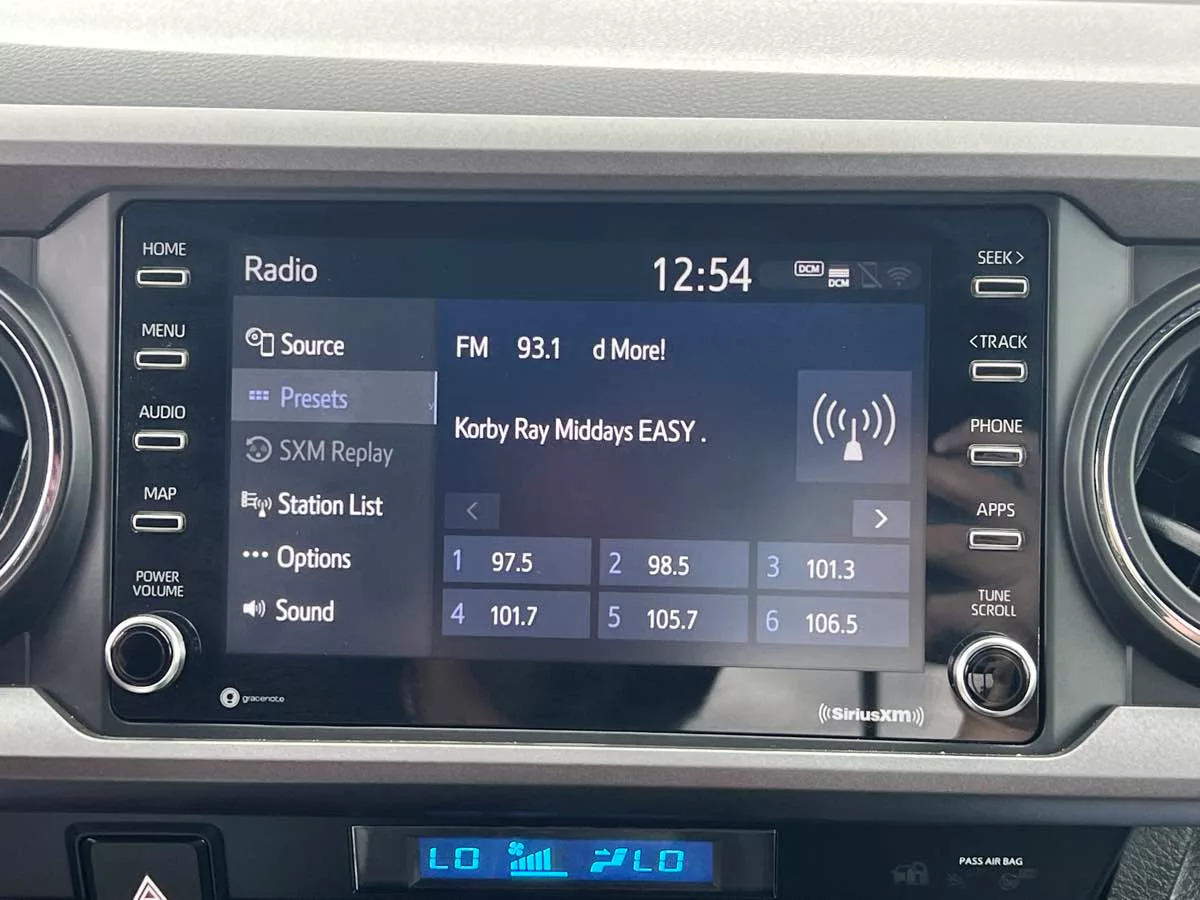 HOME
MENU
AUDIO
MAP
POWER
VOLUME
Radio
12:54
DCM
DCM
Source
Presets
SXM Replay
Station List
Options
Sound
FM 93.1 d More!
Korby Ray Middays EASY .
< >
1 97.5 2 98.5 3 101.3
4 101.7 5 105.7 6 106.5
SEEK >
< TRACK
PHONE
APPS
TUNE
SCROLL
gracenote
((SiriusXM))
LO LO
PASS AIR BAG